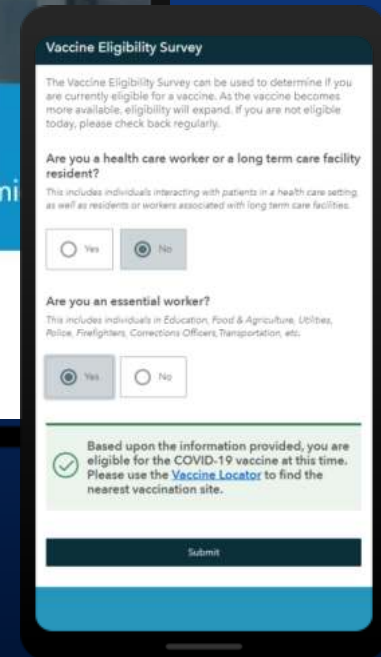 Vaccine Eligibility Survey
The Vaccine Eligibility Survey can be used to determine if you
are currently eligible for a vaccine. As the vaccine becomes
more available, eligibility will expand. If you are not eligible
today, please check back regularly.
Are you a health care worker or a long term care facility
resident?
This includes individuals interacting with patients in a health care setting,
as well as residents or workers associated with long term care facilities.
Yes No
Are you an essential worker?
This includes individuals in Education, Food & Agriculture, Utilities,
Police, Firefighters, Corrections Officers, Transportation, etc.
Yes No
Based upon the information provided, you are
eligible for the COVID-19 vaccine at this time.
Please use the Vaccine Locator to find the
nearest vaccination site.
Submit